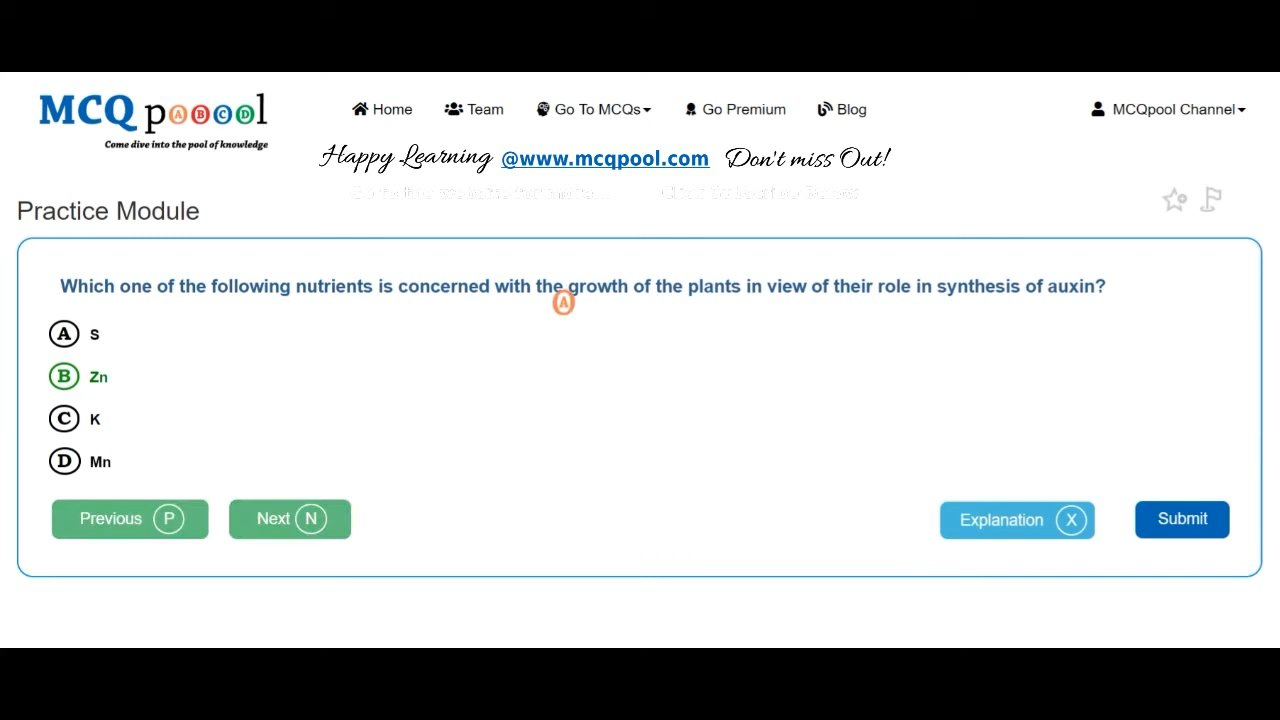 MCQ pABCDl
Come dive into the pool of knowledge
Home Team Go To MCQs Go Premium Blog MCQpool Channel
Happy Learning @www.mcqpool.com Don't miss Out!
Practice Module
Which one of the following nutrients is concerned with the growth of the plants in view of their role in synthesis of auxin?
A
A S
B Zn
C K
D Mn
Previous P Next N Explanation X Submit